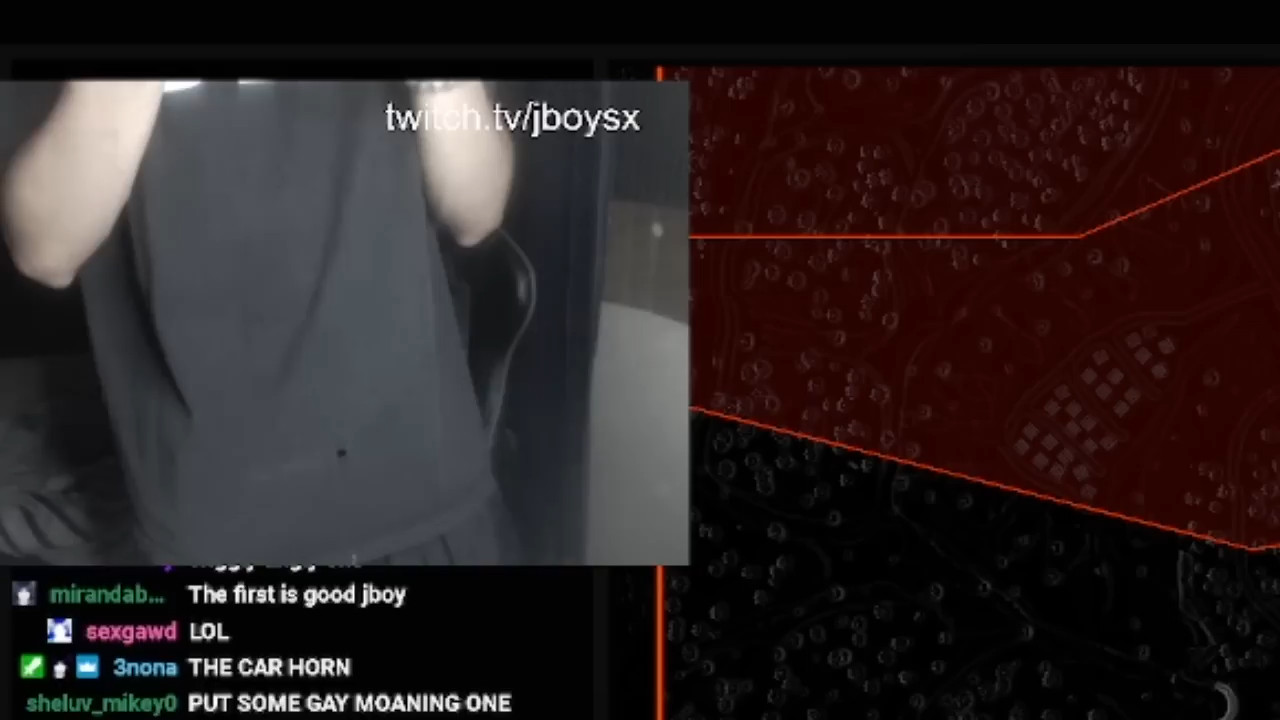 twitch.tv/jboysx
mirandab... The first is good jboy
sexgawd LOL
3nona THE CAR HORN
sheluv_mikey0 PUT SOME GAY MOANING ONE